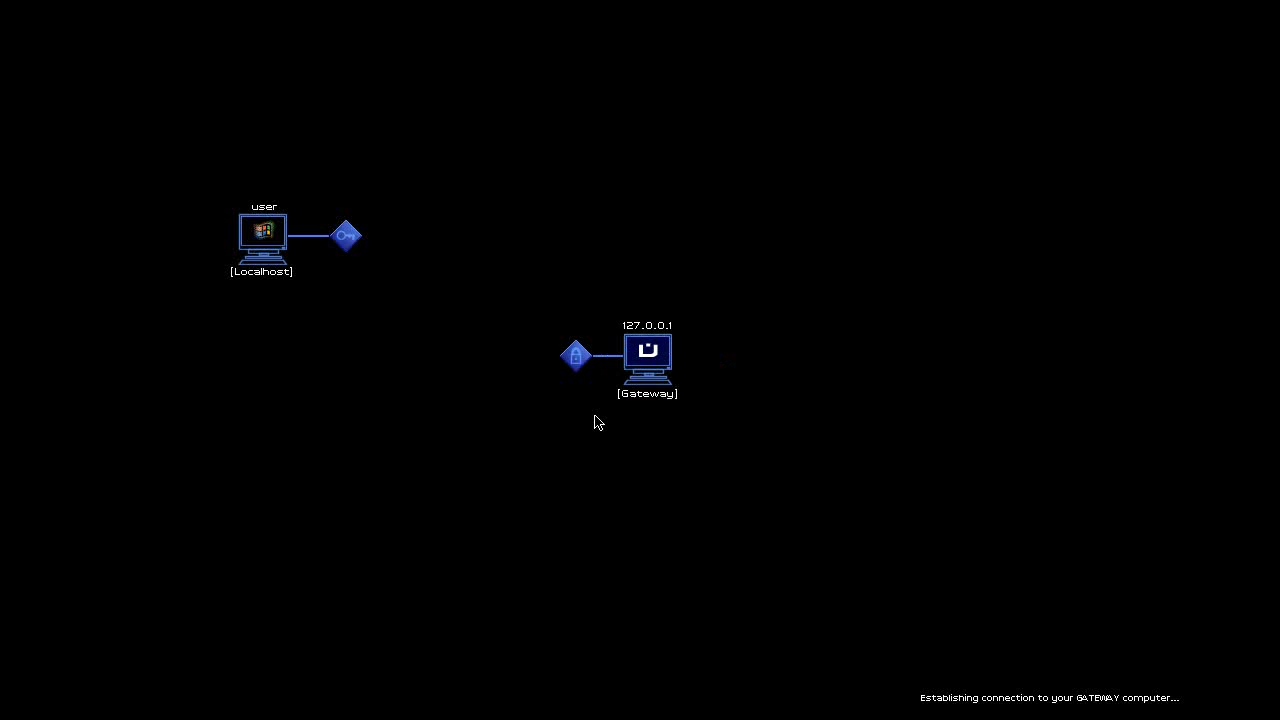 user
[Localhost]
127.0.0.1
[Gateway]
Establishing connection to your GATEWAY computer...